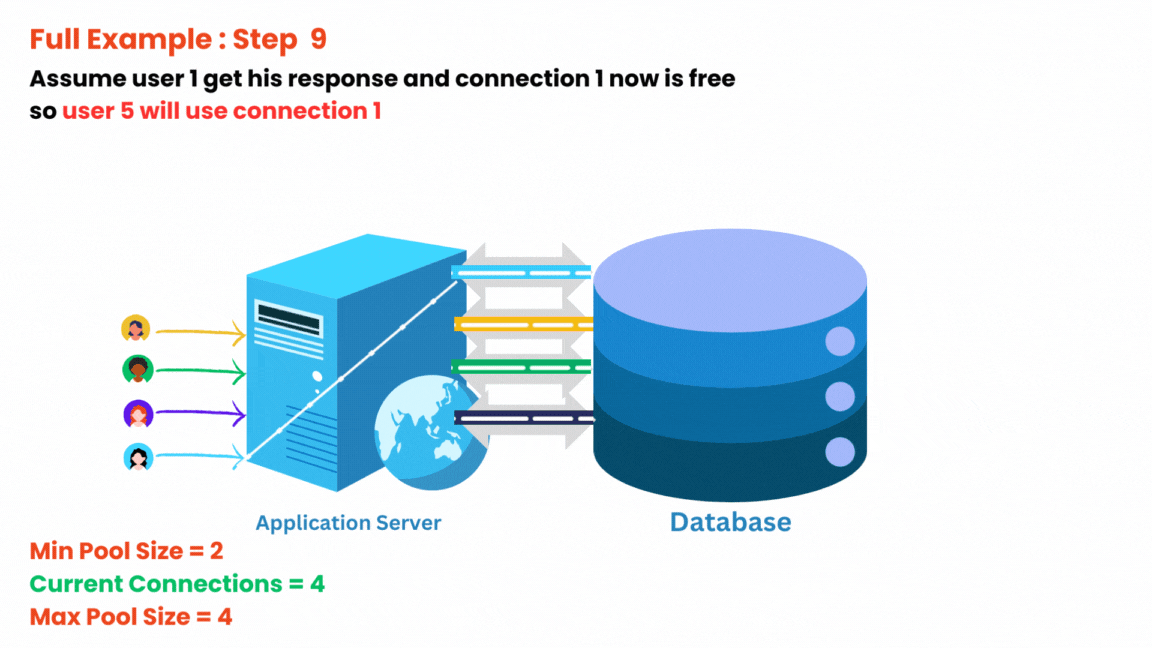 Full Example : Step 9
Assume user 1 get his response and connection 1 now is free
so user 5 will use connection 1
Application Server
Database
Min Pool Size = 2
Current Connections = 4
Max Pool Size = 4